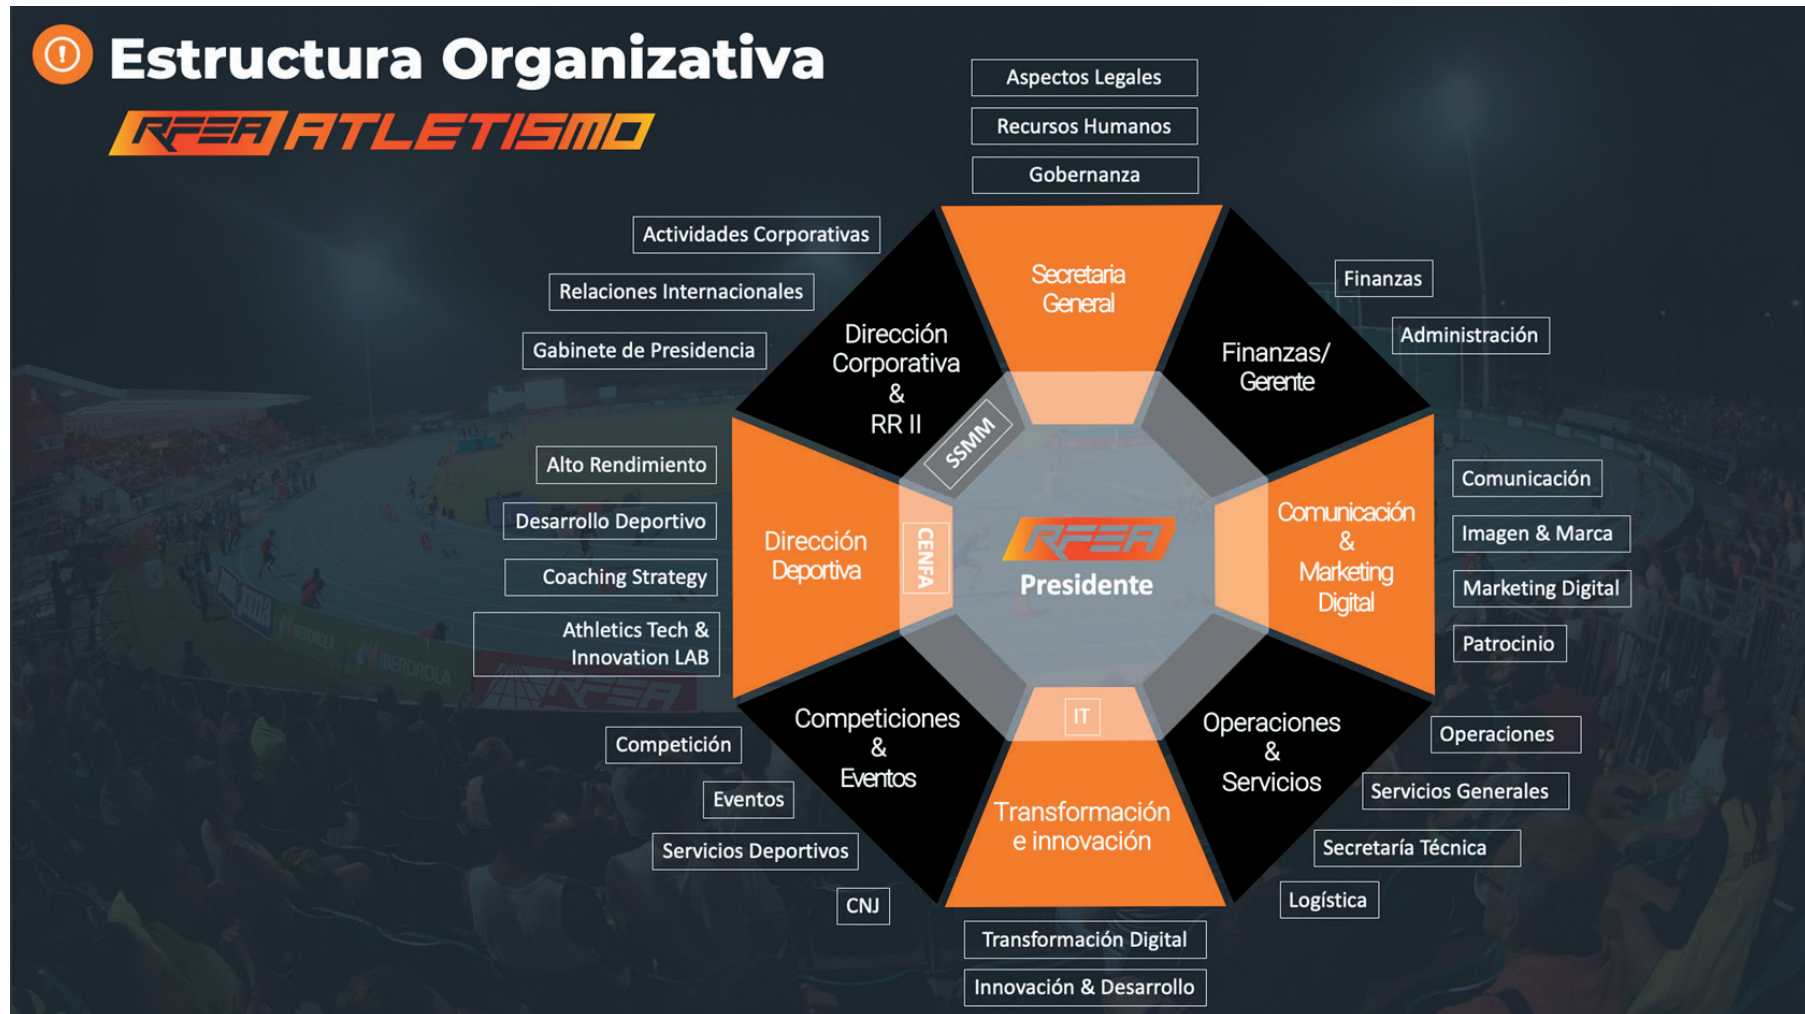 Estructura Organizativa
RFEA ATLETISMO
Aspectos Legales
Recursos Humanos
Gobernanza
Actividades Corporativas
Relaciones Internacionales
Gabinete de Presidencia
Secretaria
General
Finanzas
Administración
Dirección
Corporativa
&
RR II
Finanzas/
Gerente
SSMM
Alto Rendimiento
Desarrollo Deportivo
Coaching Strategy
Athletics Tech &
Innovation LAB
Dirección
Deportiva
CENFA
RFEA
Presidente
Comunicación
&
Marketing
Digital
Comunicación
Imagen & Marca
Marketing Digital
Patrocinio
IBERDROLA
RFEA
Competición
Eventos
Servicios Deportivos
CNJ
Competiciones
&
Eventos
IT
Transformación
e innovación
Operaciones
&
Servicios
Operaciones
Servicios Generales
Secretaría Técnica
Logística
Transformación Digital
Innovación & Desarrollo